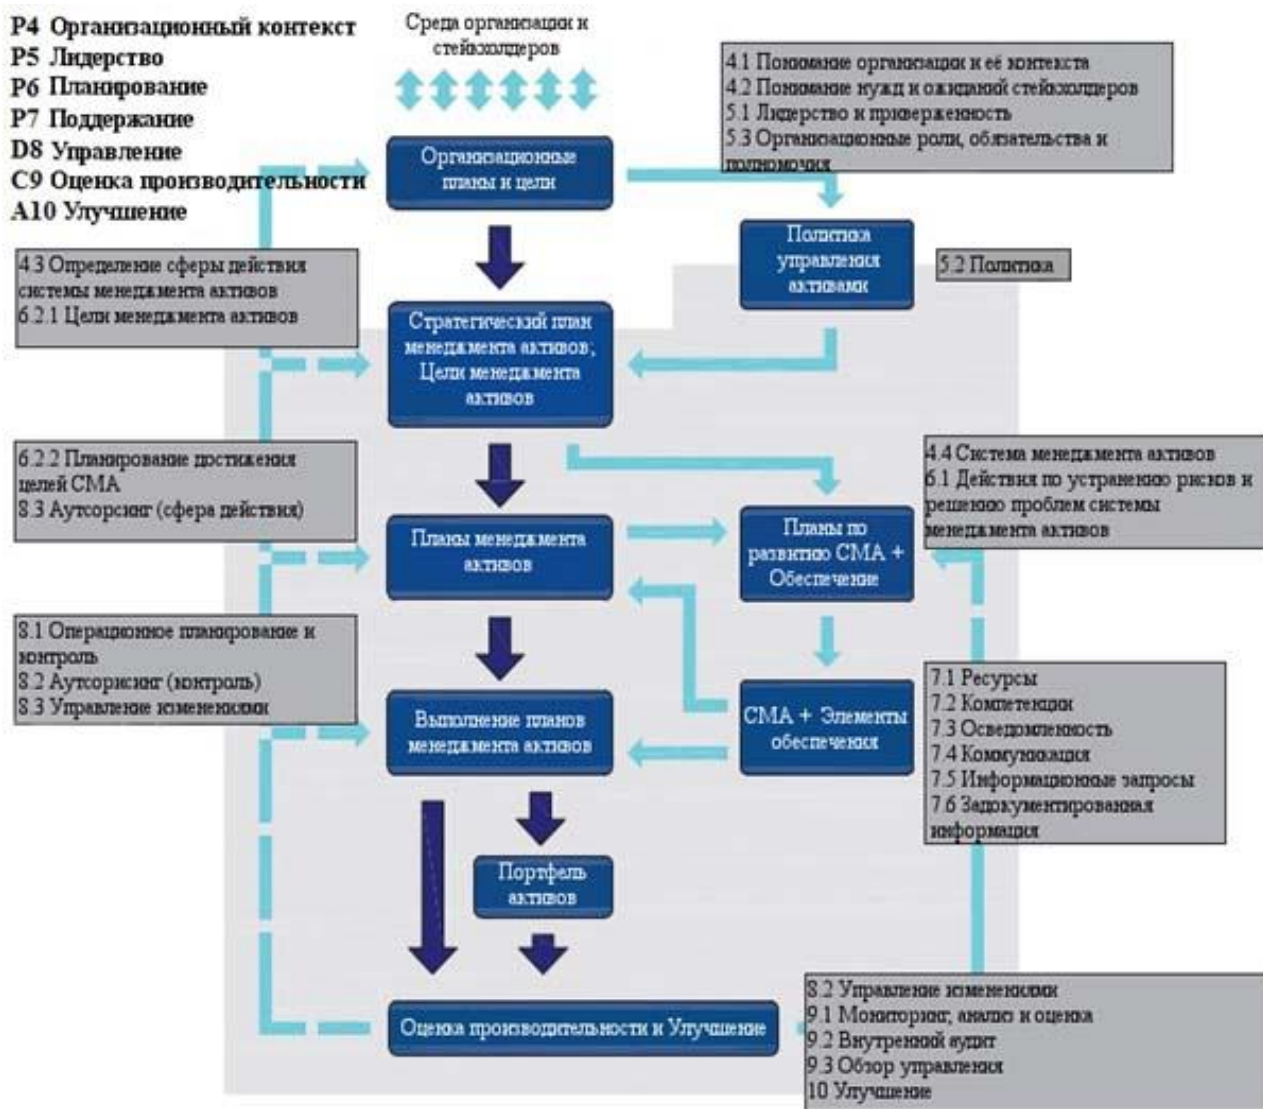 P4 Организационный контекст
P5 Лидерство
P6 Планирование
P7 Поддержание
D8 Управление
C9 Оценка производительности
A10 Улучшение
Среда организации и
стейкхолдеров
4.1 Понимание организации и её контекста
4.2 Понимание нужд и ожиданий стейкхолдеров
5.1 Лидерство и приверженность
5.3 Организационные роли, обязательства и
полномочия
Организационные
планы и цели
Политика
управления
активами
5.2 Политика
4.3 Определение сферы действия
системы менеджмента активов
6.2.1 Цели менеджмента активов
Стратегический план
менеджмента активов;
Цели менеджмента
активов
6.2.2 Планирование достижения
целей СМА
8.3 Аутсорсинг (сфера действия)
4.4 Система менеджмента активов
6.1 Действия по устранению рисков и
решению проблем системы
менеджмента активов
Планы менеджмента
активов
Планы по
развитию СМА +
Обеспечение
8.1 Операционное планирование и
контроль
8.2 Аутсорисинг (контроль)
8.3 Управление изменениями
Выполнение планов
менеджмента активов
СМА + Элементы
обеспечения
7.1 Ресурсы
7.2 Компетенции
7.3 Осведомленность
7.4 Коммуникация
7.5 Информационные запросы
7.6 Задокументированная
информация
Портфель
активов
Оценка производительности и Улучшение
8.2 Управление изменениями
9.1 Мониторинг, анализ и оценка
9.2 Внутренний аудит
9.3 Обзор управления
10 Улучшение